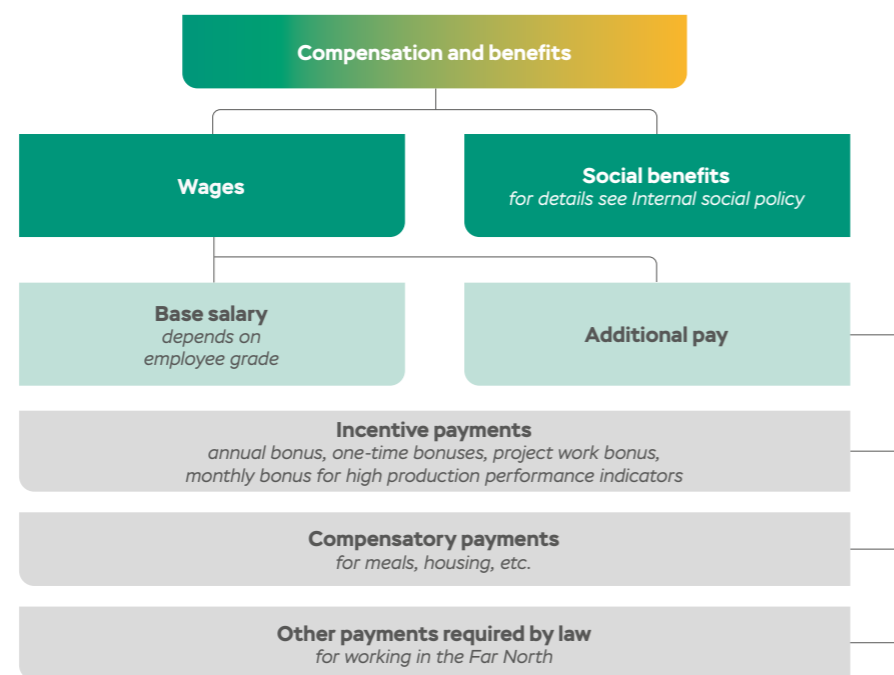 Compensation and benefits
Wages
Social benefits
for details see Internal social policy
Base salary
depends on
employee grade
Additional pay
Incentive payments
annual bonus, one-time bonuses, project work bonus,
monthly bonus for high production performance indicators
Compensatory payments
for meals, housing, etc.
Other payments required by law
for working in the Far North